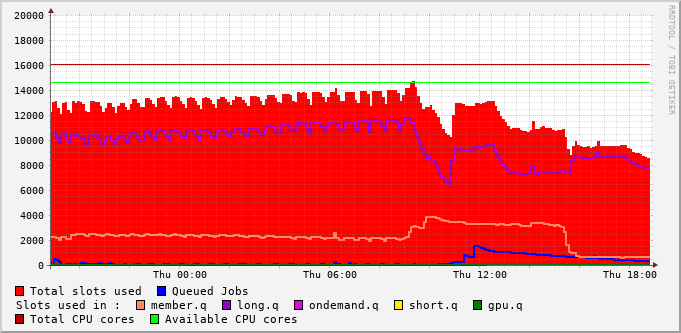 RRDTOOL / TOBI OETIKER
20000
18000
16000
14000
12000
10000
8000
6000
4000
2000
0
Thu 00:00 Thu 06:00 Thu 12:00 Thu 18:00
Total slots used Queued Jobs
Slots used in : member.q long.q ondemand.q short.q gpu.q
Total CPU cores Available CPU cores